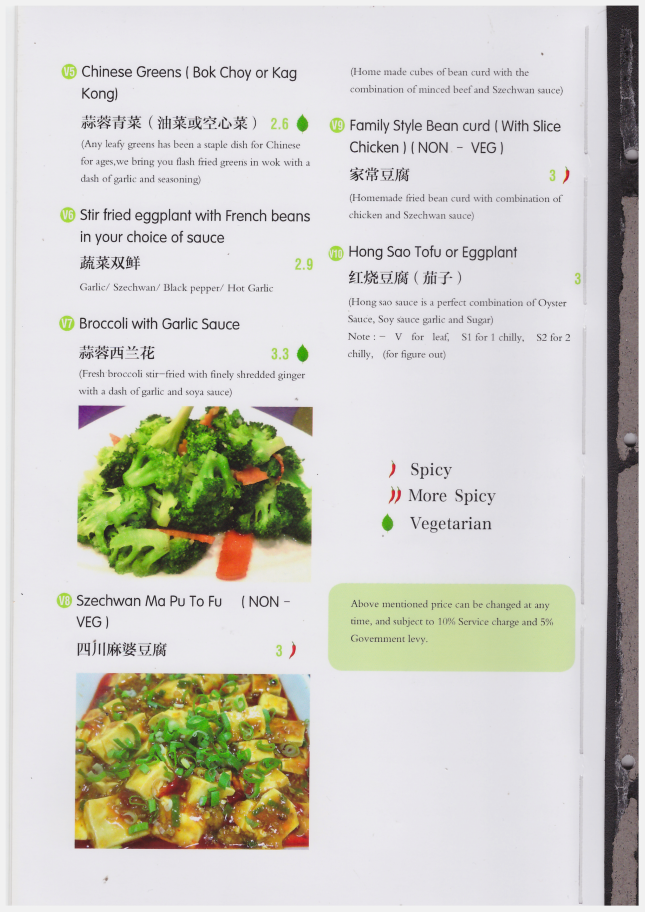 V5 Chinese Greens ( Bok Choy or Kag
Kong)
蒜蓉青菜 ( 油菜或空心菜 ) 2.6
(Any leafy greens has been a staple dish for Chinese
for ages,we bring you flash fried greens in wok with a
dash of garlic and seasoning)
V6 Stir fried eggplant with French beans
in your choice of sauce
蔬菜双鲜 2.9
Garlic/ Szechwan/ Black pepper/ Hot Garlic
V7 Broccoli with Garlic Sauce
蒜蓉西兰花 3.3
(Fresh broccoli stir-fried with finely shredded ginger
with a dash of garlic and soya sauce)
V8 Szechwan Ma Pu To Fu ( NON -
VEG )
四川麻婆豆腐 3
(Home made cubes of bean curd with the
combination of minced beef and Szechwan sauce)
V9 Family Style Bean curd ( With Slice
Chicken ) ( NON - VEG )
家常豆腐 3
(Homemade fried bean curd with combination of
chicken and Szechwan sauce)
V10 Hong Sao Tofu or Eggplant
红烧豆腐 ( 茄子 ) 3
(Hong sao sauce is a perfect combination of Oyster
Sauce, Soy sauce garlic and Sugar)
Note : - V for leaf, S1 for 1 chilly, S2 for 2
chilly, (for figure out)
Spicy
More Spicy
Vegetarian
Above mentioned price can be changed at any
time, and subject to 10% Service charge and 5%
Government levy.